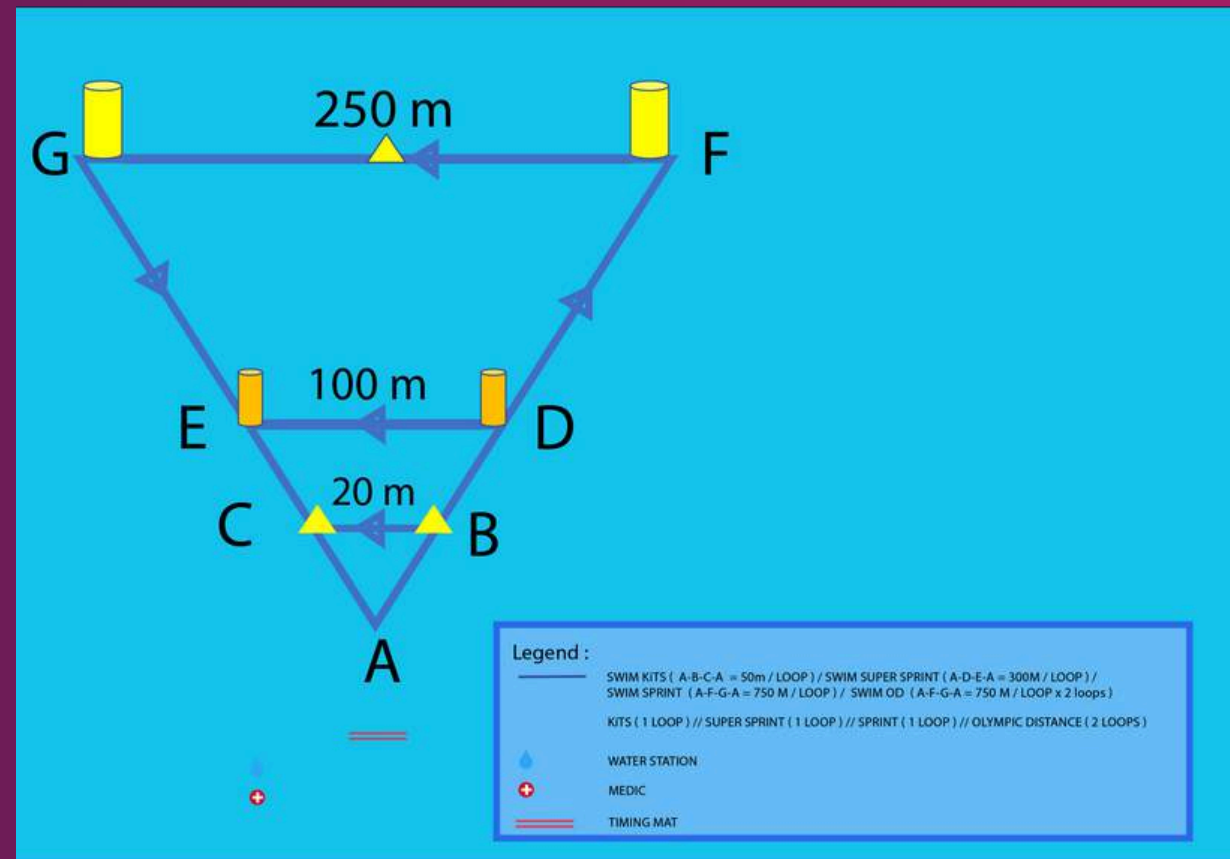 250 m
G
F
100 m
E
D
20 m
C
B
A
Legend :
SWIM KiTS ( A-B-C-A = 50m / LOOP ) / SWIM SUPER SPRINT ( A-D-E-A = 300M / LOOP ) /
SWIM SPRINT ( A-F-G-A = 750 M / LOOP ) / SWIM OD ( A-F-G-A = 750 M / LOOP x 2 loops )
KITS ( 1 LOOP ) // SUPER SPRINT ( 1 LOOP ) // SPRINT ( 1 LOOP ) // OLYMPIC DISTANCE ( 2 LOOPS )
WATER STATION
MEDIC
TIMING MAT